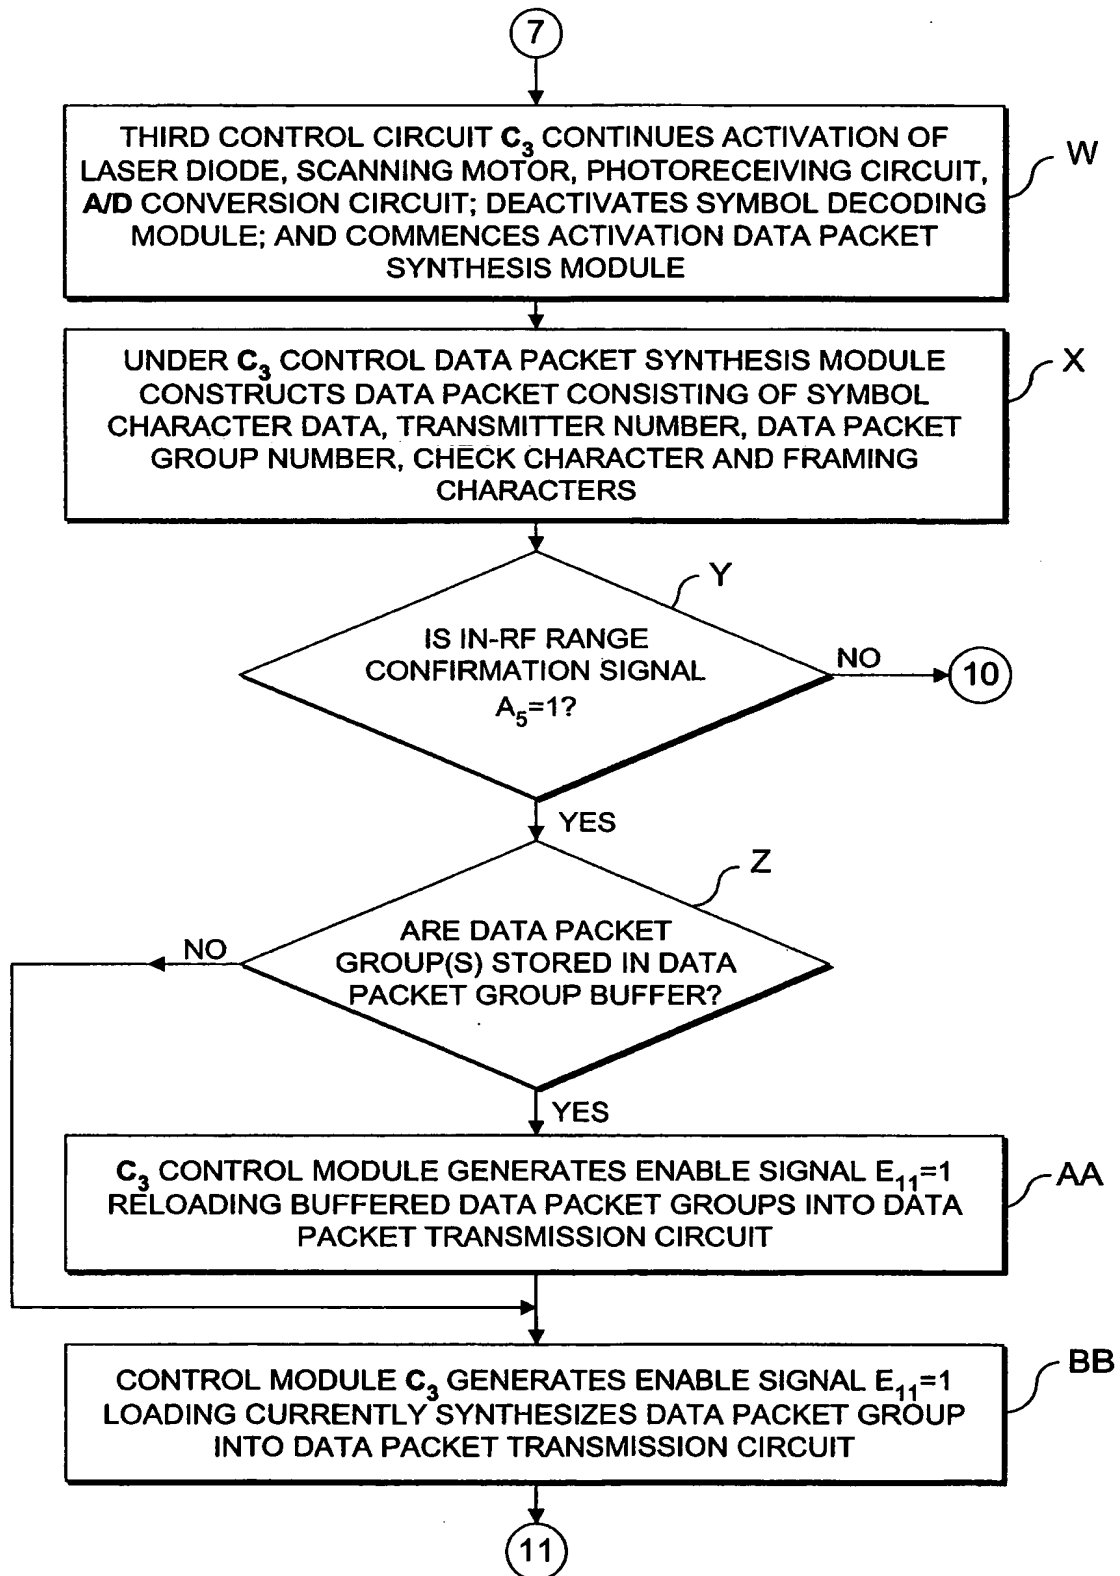 7
THIRD CONTROL CIRCUIT C3 CONTINUES ACTIVATION OF
LASER DIODE, SCANNING MOTOR, PHOTORECEIVING CIRCUIT,
A/D CONVERSION CIRCUIT; DEACTIVATES SYMBOL DECODING
MODULE; AND COMMENCES ACTIVATION DATA PACKET
SYNTHESIS MODULE
W
UNDER C3 CONTROL DATA PACKET SYNTHESIS MODULE
CONSTRUCTS DATA PACKET CONSISTING OF SYMBOL
CHARACTER DATA, TRANSMITTER NUMBER, DATA PACKET
GROUP NUMBER, CHECK CHARACTER AND FRAMING
CHARACTERS
X
Y
IS IN-RF RANGE
CONFIRMATION SIGNAL
A5=1?
NO
10
YES
Z
ARE DATA PACKET
GROUP(S) STORED IN DATA
PACKET GROUP BUFFER?
NO
YES
C3 CONTROL MODULE GENERATES ENABLE SIGNAL E11=1
RELOADING BUFFERED DATA PACKET GROUPS INTO DATA
PACKET TRANSMISSION CIRCUIT
AA
CONTROL MODULE C3 GENERATES ENABLE SIGNAL E11=1
LOADING CURRENTLY SYNTHESIZES DATA PACKET GROUP
INTO DATA PACKET TRANSMISSION CIRCUIT
BB
11